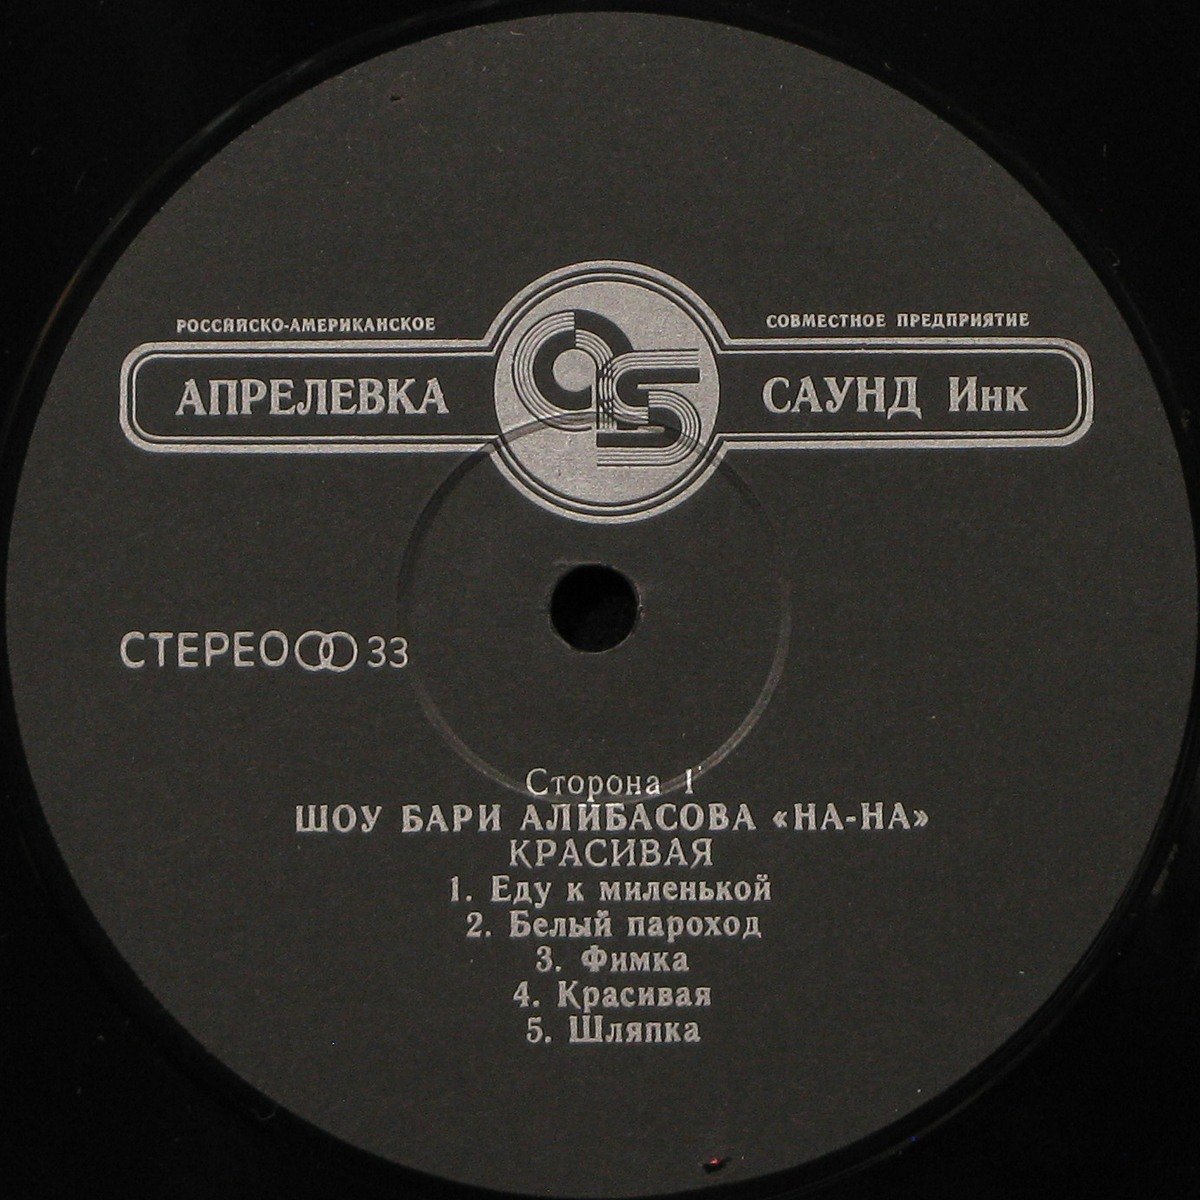 РОССИЙСКО-АМЕРИКАНСКОЕ СОВМЕСТНОЕ ПРЕДПРИЯТИЕ
АПРЕЛЕВКА САУНД Инк
СТЕРЕО 33
Сторона 1
ШОУ БАРИ АЛИБАСОВА «НА-НА»
КРАСИВАЯ
1. Еду к миленькой
2. Белый пароход
3. Фимка
4. Красивая
5. Шляпка